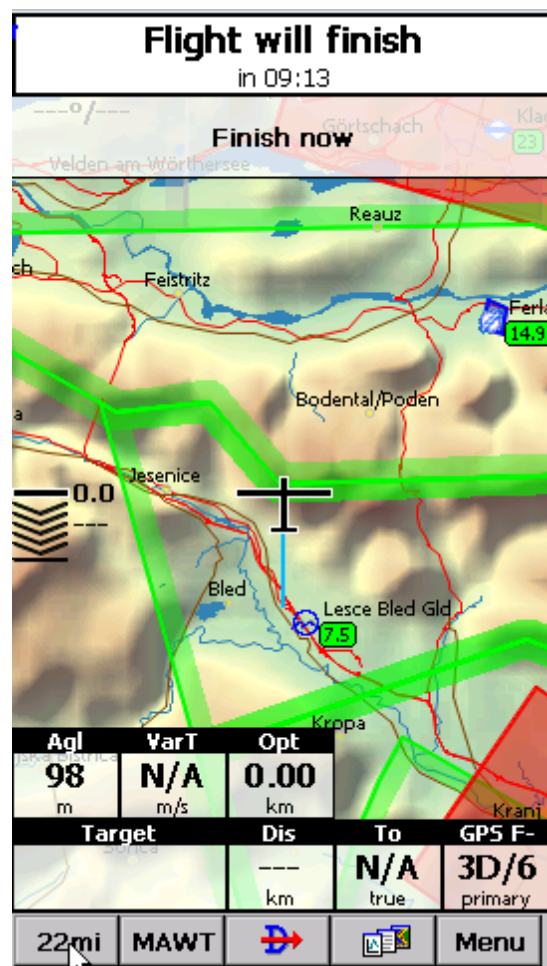 Flight will finish
in 09:13
---°/---
Finish now
Görtschach
23
Velden am Wörthersee
Reauz
Feistritz
14.9
Bodental/Poden
Jesenice
0.0
---
Bled
Lesce Bled Gld
7.5
Kropa
Agl
98
m
VarT
N/A
m/s
Opt
0.00
km
Kranj
Target
Dis
---
km
To
N/A
true
GPS F-
3D/6
primary
22mi
MAWT
Menu